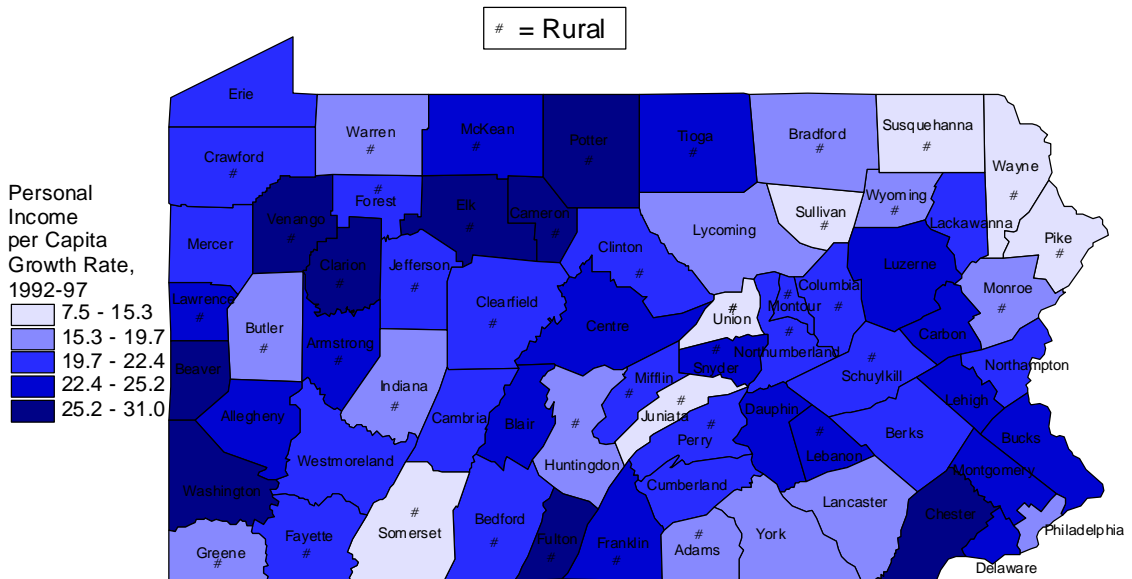 # = Rural
Erie
Warren
#
McKean
#
Potter
#
Tioga
#
Bradford
#
Susquehanna
#
Wayne
#
Crawford
#
Forest
#
Venango
#
Elk
#
Cameron
#
Sullivan
#
Wyoming
#
Lackawanna
Pike
#
Mercer
Clarion
#
Jefferson
#
Clinton
#
Lycoming
Luzerne
Columbia
#
Montour
#
Monroe
#
Personal
Income
per Capita
Growth Rate,
1992-97
7.5 - 15.3
15.3 - 19.7
19.7 - 22.4
22.4 - 25.2
25.2 - 31.0
Lawrence
#
Butler
#
Armstrong
#
Clearfield
#
Centre
#
Union
#
Northumberland
Carbon
Northampton
Beaver
Indiana
#
Mifflin
#
Snyder
#
Schuylkill
#
Allegheny
Cambria
Blair
Juniata
#
Dauphin
Lehigh
Huntingdon
#
Perry
#
Lebanon
#
Berks
Bucks
Westmoreland
Montgomery
Washington
Cumberland
Lancaster
Chester
Somerset
#
Bedford
#
Fayette
#
Fulton
#
Franklin
#
Adams
#
York
Philadelphia
Greene
#
Delaware